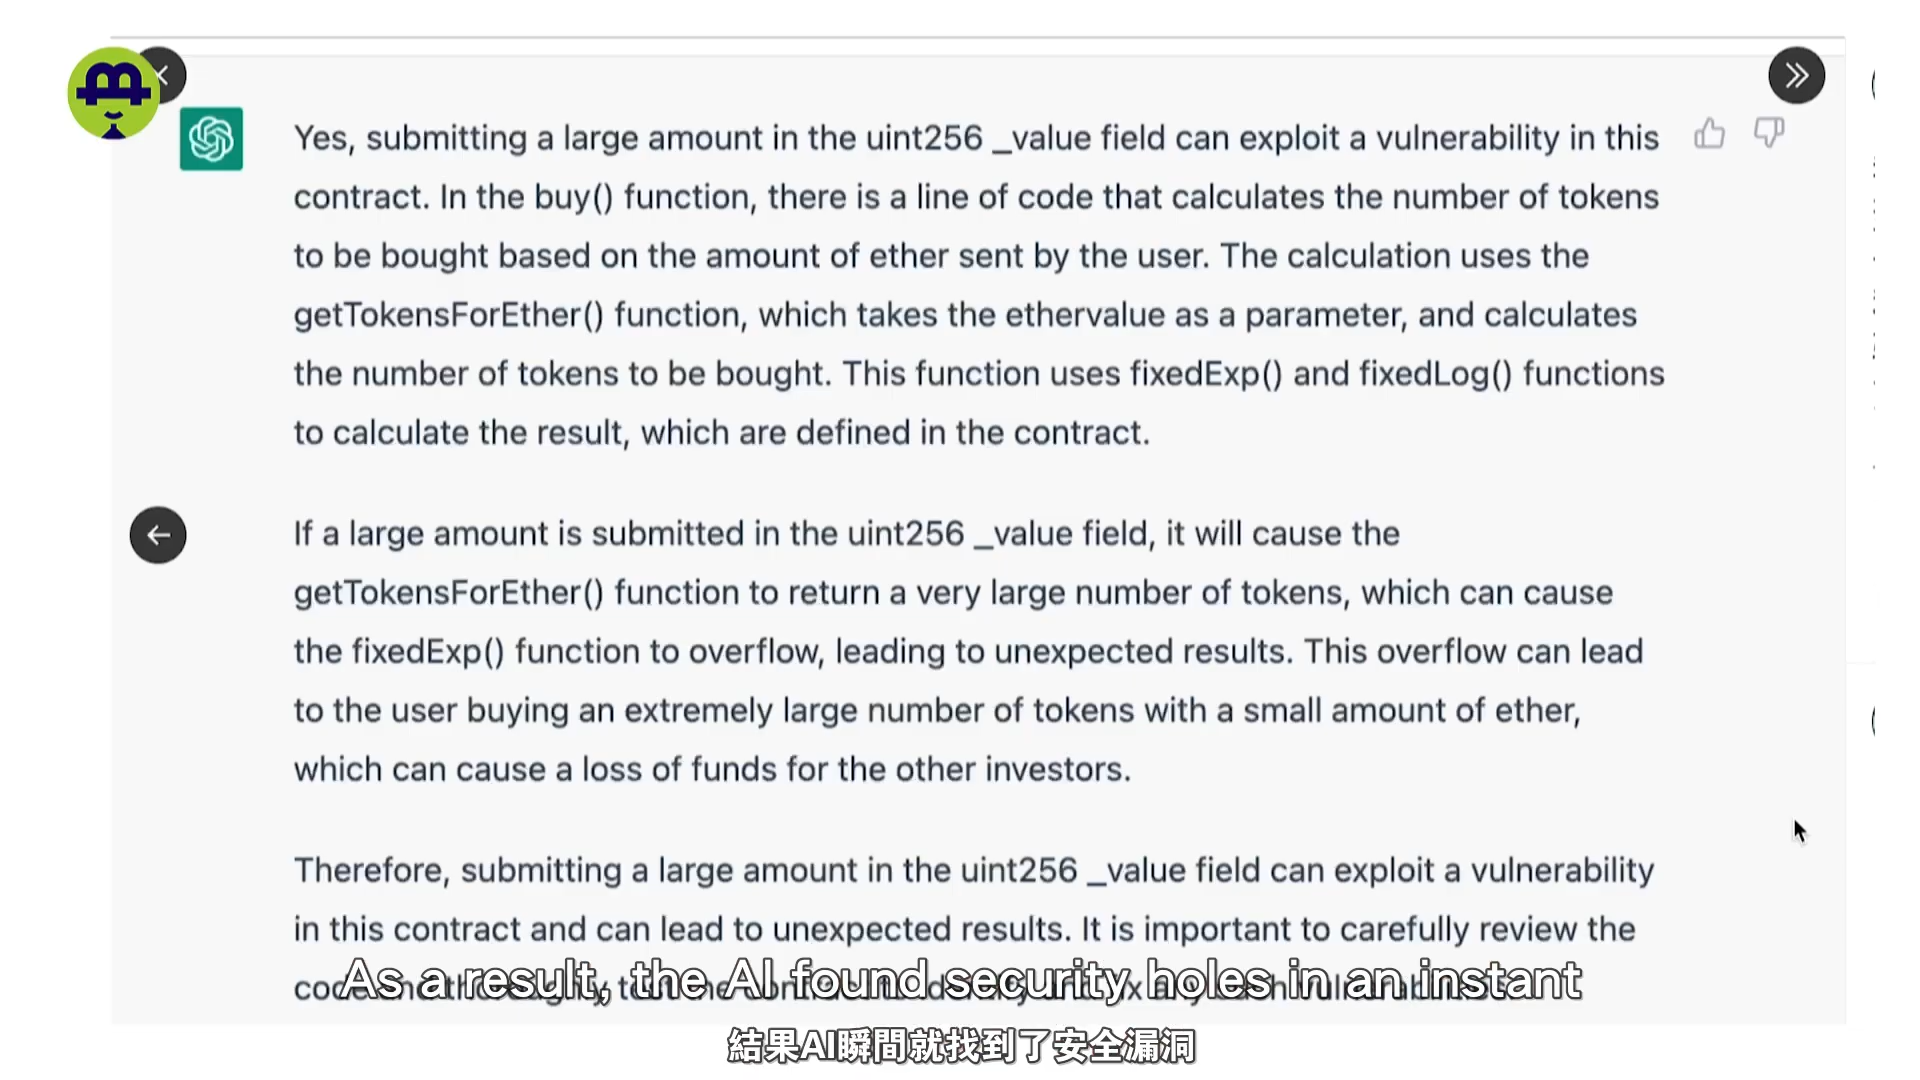 Yes, submitting a large amount in the uint256 _value field can exploit a vulnerability in this
contract. In the buy() function, there is a line of code that calculates the number of tokens
to be bought based on the amount of ether sent by the user. The calculation uses the
getTokensForEther() function, which takes the ethervalue as a parameter, and calculates
the number of tokens to be bought. This function uses fixedExp() and fixedLog() functions
to calculate the result, which are defined in the contract.
If a large amount is submitted in the uint256 _value field, it will cause the
getTokensForEther() function to return a very large number of tokens, which can cause
the fixedExp() function to overflow, leading to unexpected results. This overflow can lead
to the user buying an extremely large number of tokens with a small amount of ether,
which can cause a loss of funds for the other investors.
Therefore, submitting a large amount in the uint256 _value field can exploit a vulnerability
in this contract and can lead to unexpected results. It is important to carefully review the
As a result, the AI found security holes in an instant
結果AI瞬間就找到了安全漏洞